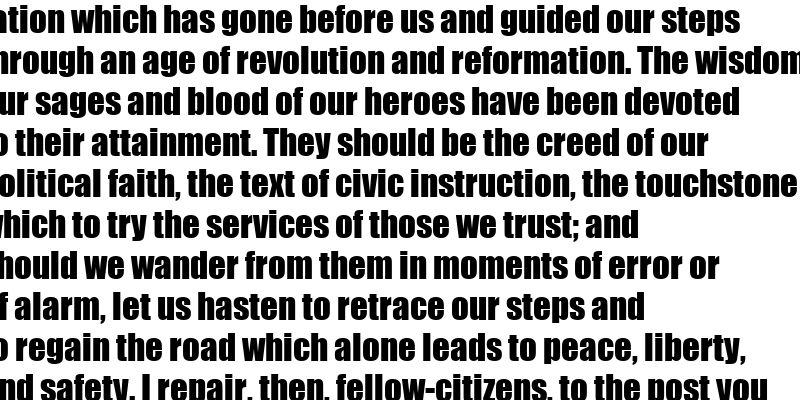 ation which has gone before us and guided our steps
hrough an age of revolution and reformation. The wisdom
ur sages and blood of our heroes have been devoted
o their attainment. They should be the creed of our
olitical faith, the text of civic instruction, the touchstone
which to try the services of those we trust; and
hould we wander from them in moments of error or
f alarm, let us hasten to retrace our steps and
o regain the road which alone leads to peace, liberty,
nd safety. I repair, then, fellow-citizens, to the post you